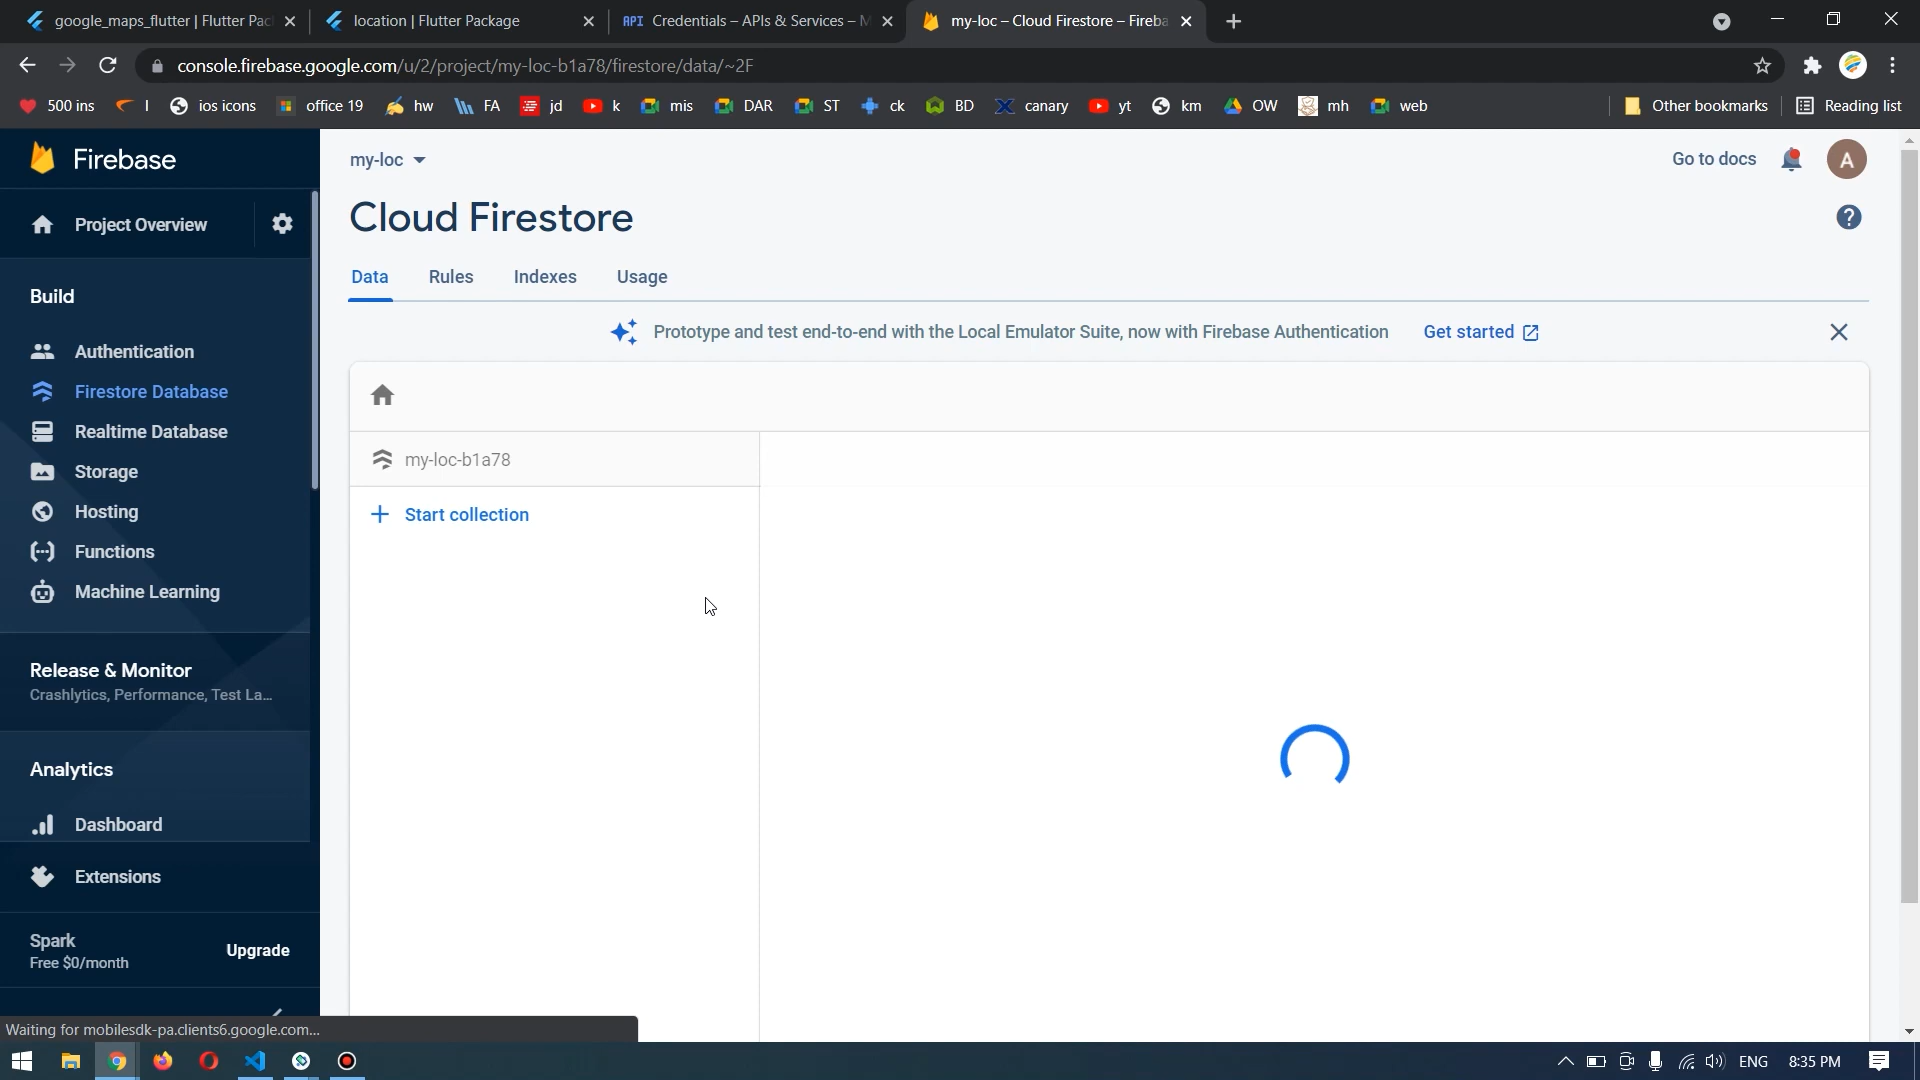 google_maps_flutter | Flutter Pac
location | Flutter Package
API Credentials – APIs & Services – M
my-loc – Cloud Firestore – Fireba
console.firebase.google.com/u/2/project/my-loc-b1a78/firestore/data/~2F
500 ins
I
ios icons
office 19
hw
FA
jd
k
mis
DAR
ST
ck
BD
canary
yt
km
OW
mh
web
Other bookmarks
Reading list
Firebase
my-loc
Go to docs
A
Project Overview
Cloud Firestore
?
Data
Rules
Indexes
Usage
Build
Prototype and test end-to-end with the Local Emulator Suite, now with Firebase Authentication
Get started
Authentication
Firestore Database
Realtime Database
Storage
Hosting
Functions
Machine Learning
my-loc-b1a78
+ Start collection
Release & Monitor
Crashlytics, Performance, Test La...
Analytics
Dashboard
Extensions
Spark
Free $0/month
Upgrade
Waiting for mobilesdk-pa.clients6.google.com...
ENG
8:35 PM